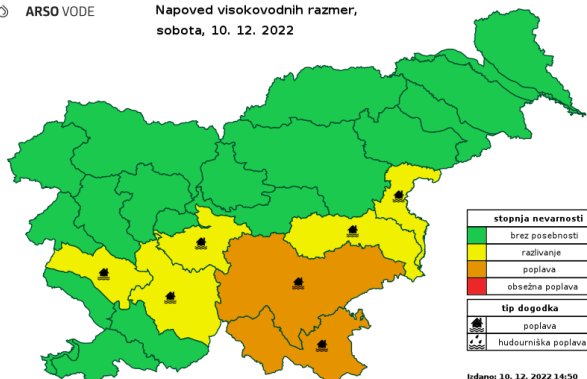 ARSO VODE
Napoved visokovodnih razmer,
sobota, 10. 12. 2022
stopnja nevarnosti
brez posebnosti
razlivanje
poplava
obsežna poplava
tip dogodka
poplava
hudourniška poplava
Izdano: 10. 12. 2022 14:50